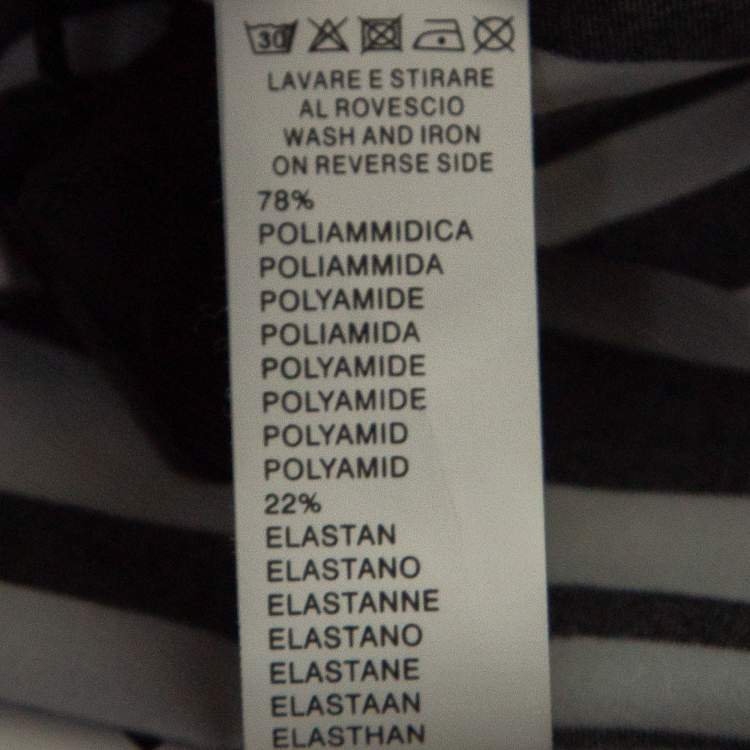 30
LAVARE E STIRARE
AL ROVESCIO
WASH AND IRON
ON REVERSE SIDE
78%
POLIAMMIDICA
POLIAMMIDA
POLYAMIDE
POLIAMIDA
POLYAMIDE
POLYAMIDE
POLYAMID
POLYAMID
22%
ELASTAN
ELASTANO
ELASTANNE
ELASTANO
ELASTANE
ELASTAAN
ELASTHAN